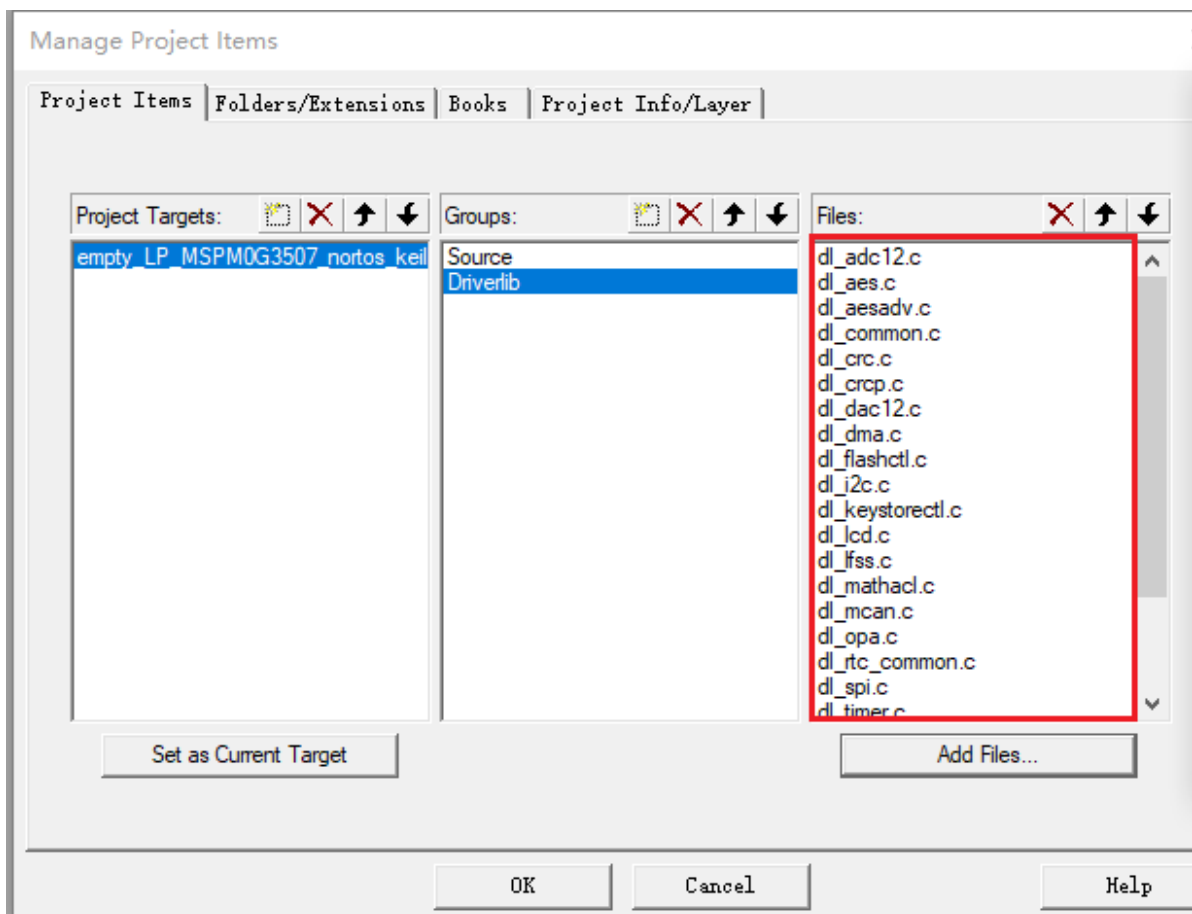 Manage Project Items
Project Items Folders/Extensions Books Project Info/Layer
Project Targets: Groups: Files:
empty_LP_MSPM0G3507_nortos_keil
Source
Driverlib
dl_adc12.c
dl_aes.c
dl_aesadv.c
dl_common.c
dl_crc.c
dl_crcp.c
dl_dac12.c
dl_dma.c
dl_flashctl.c
dl_i2c.c
dl_keystorectl.c
dl_lcd.c
dl_lfss.c
dl_mathacl.c
dl_mcan.c
dl_opa.c
dl_rtc_common.c
dl_spi.c
dl_timer.c
Set as Current Target Add Files...
OK Cancel Help